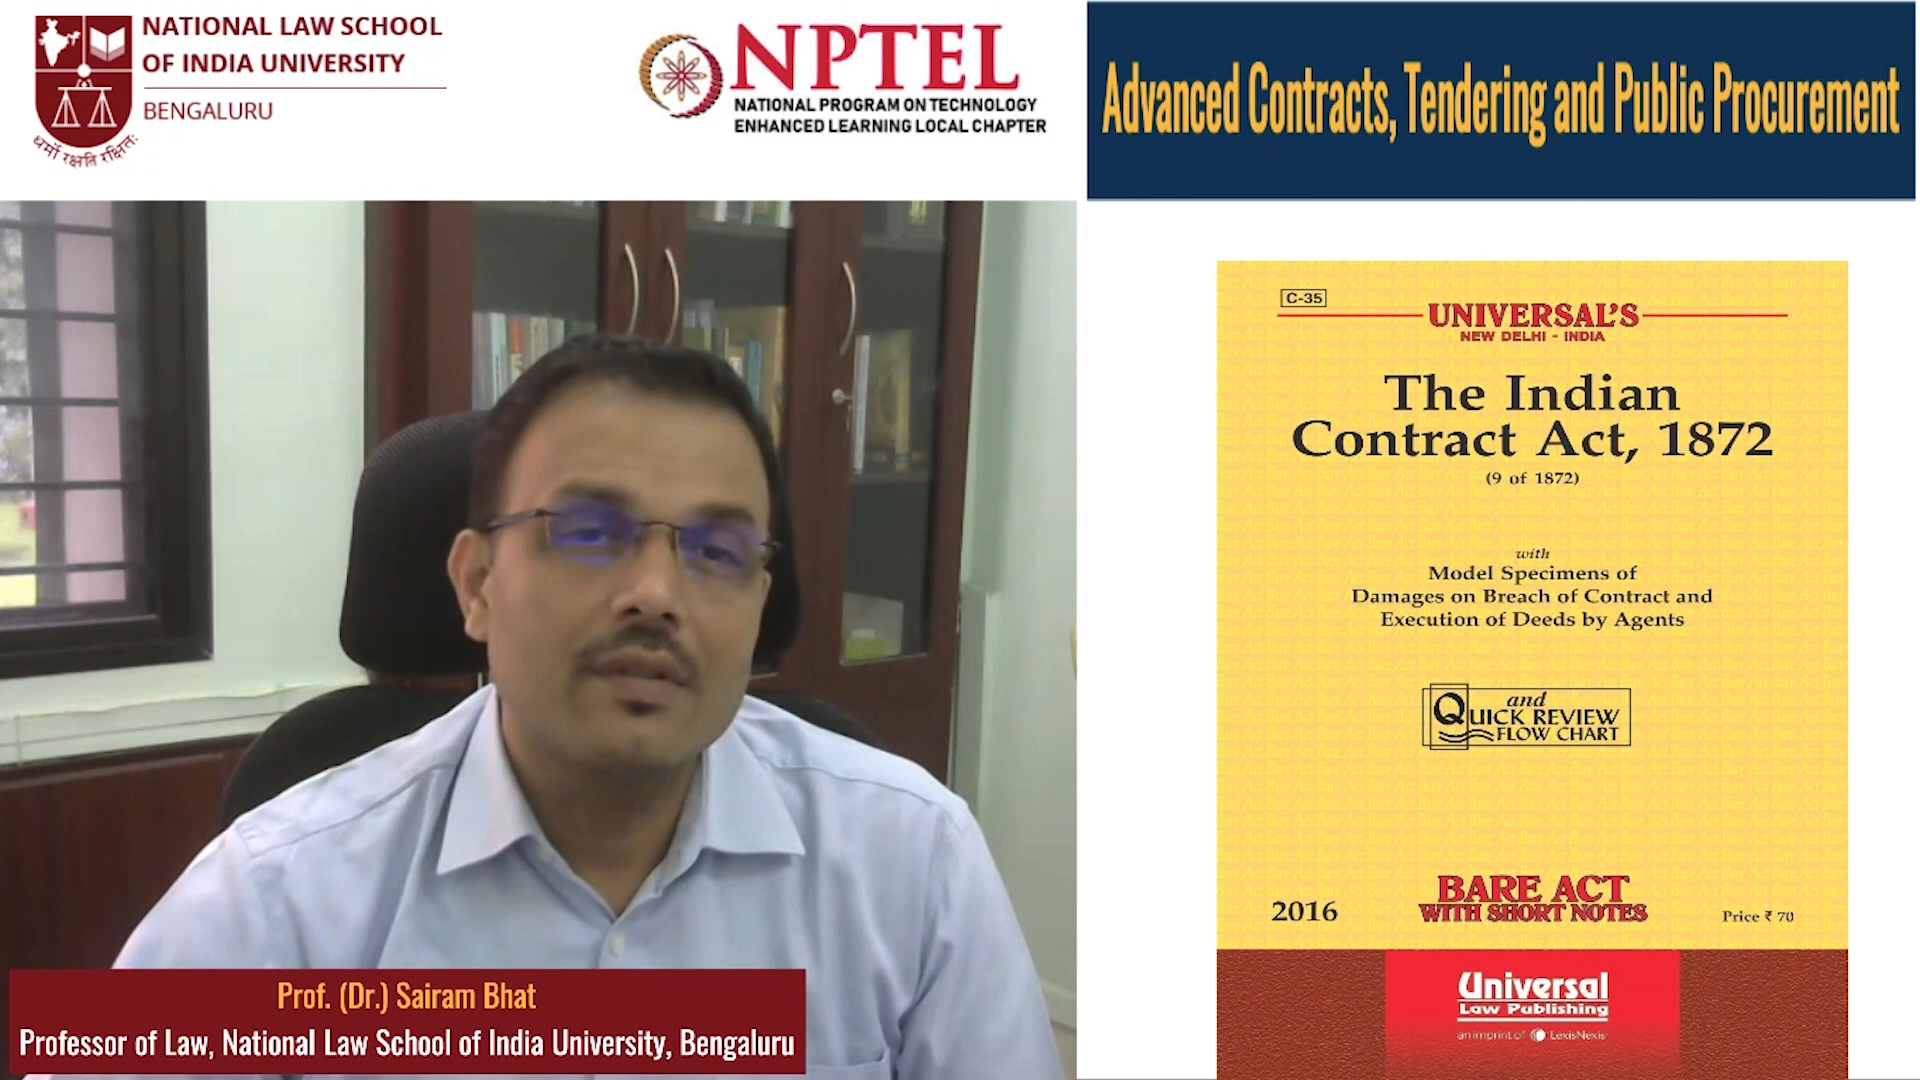 NATIONAL LAW SCHOOL
OF INDIA UNIVERSITY
BENGALURU
धर्मो रक्षति रक्षितः
NPTEL
NATIONAL PROGRAM ON TECHNOLOGY
ENHANCED LEARNING LOCAL CHAPTER
Advanced Contracts, Tendering and Public Procurement
C-35
UNIVERSAL'S
NEW DELHI - INDIA
The Indian
Contract Act, 1872
(9 of 1872)
with
Model Specimens of
Damages on Breach of Contract and
Execution of Deeds by Agents
and
QUICK REVIEW
FLOW CHART
2016
BARE ACT
WITH SHORT NOTES
Price ₹ 70
Universal
Law Publishing
an imprint of LexisNexis
Prof. (Dr.) Sairam Bhat
Professor of Law, National Law School of India University, Bengaluru